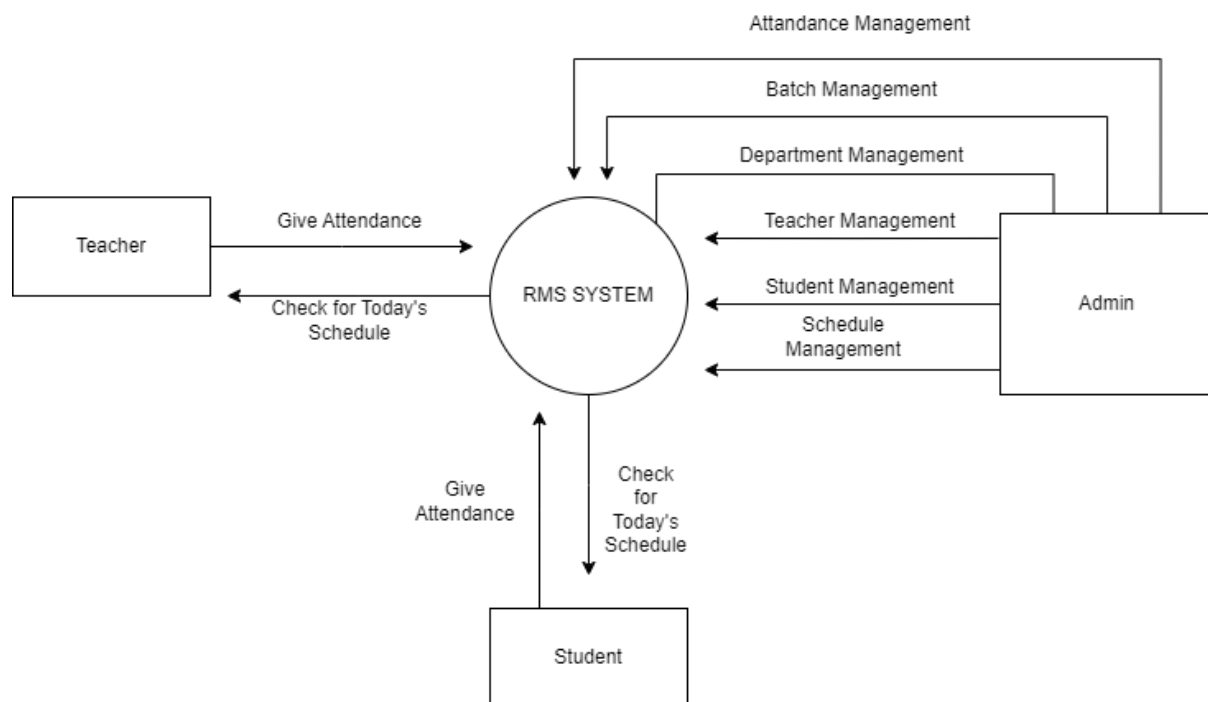 Attandance Management
Batch Management
Department Management
Teacher Management
Student Management
Schedule
Management
Admin
Teacher
Give Attendance
Check for Today's
Schedule
RMS SYSTEM
Give
Attendance
Check
for
Today's
Schedule
Student